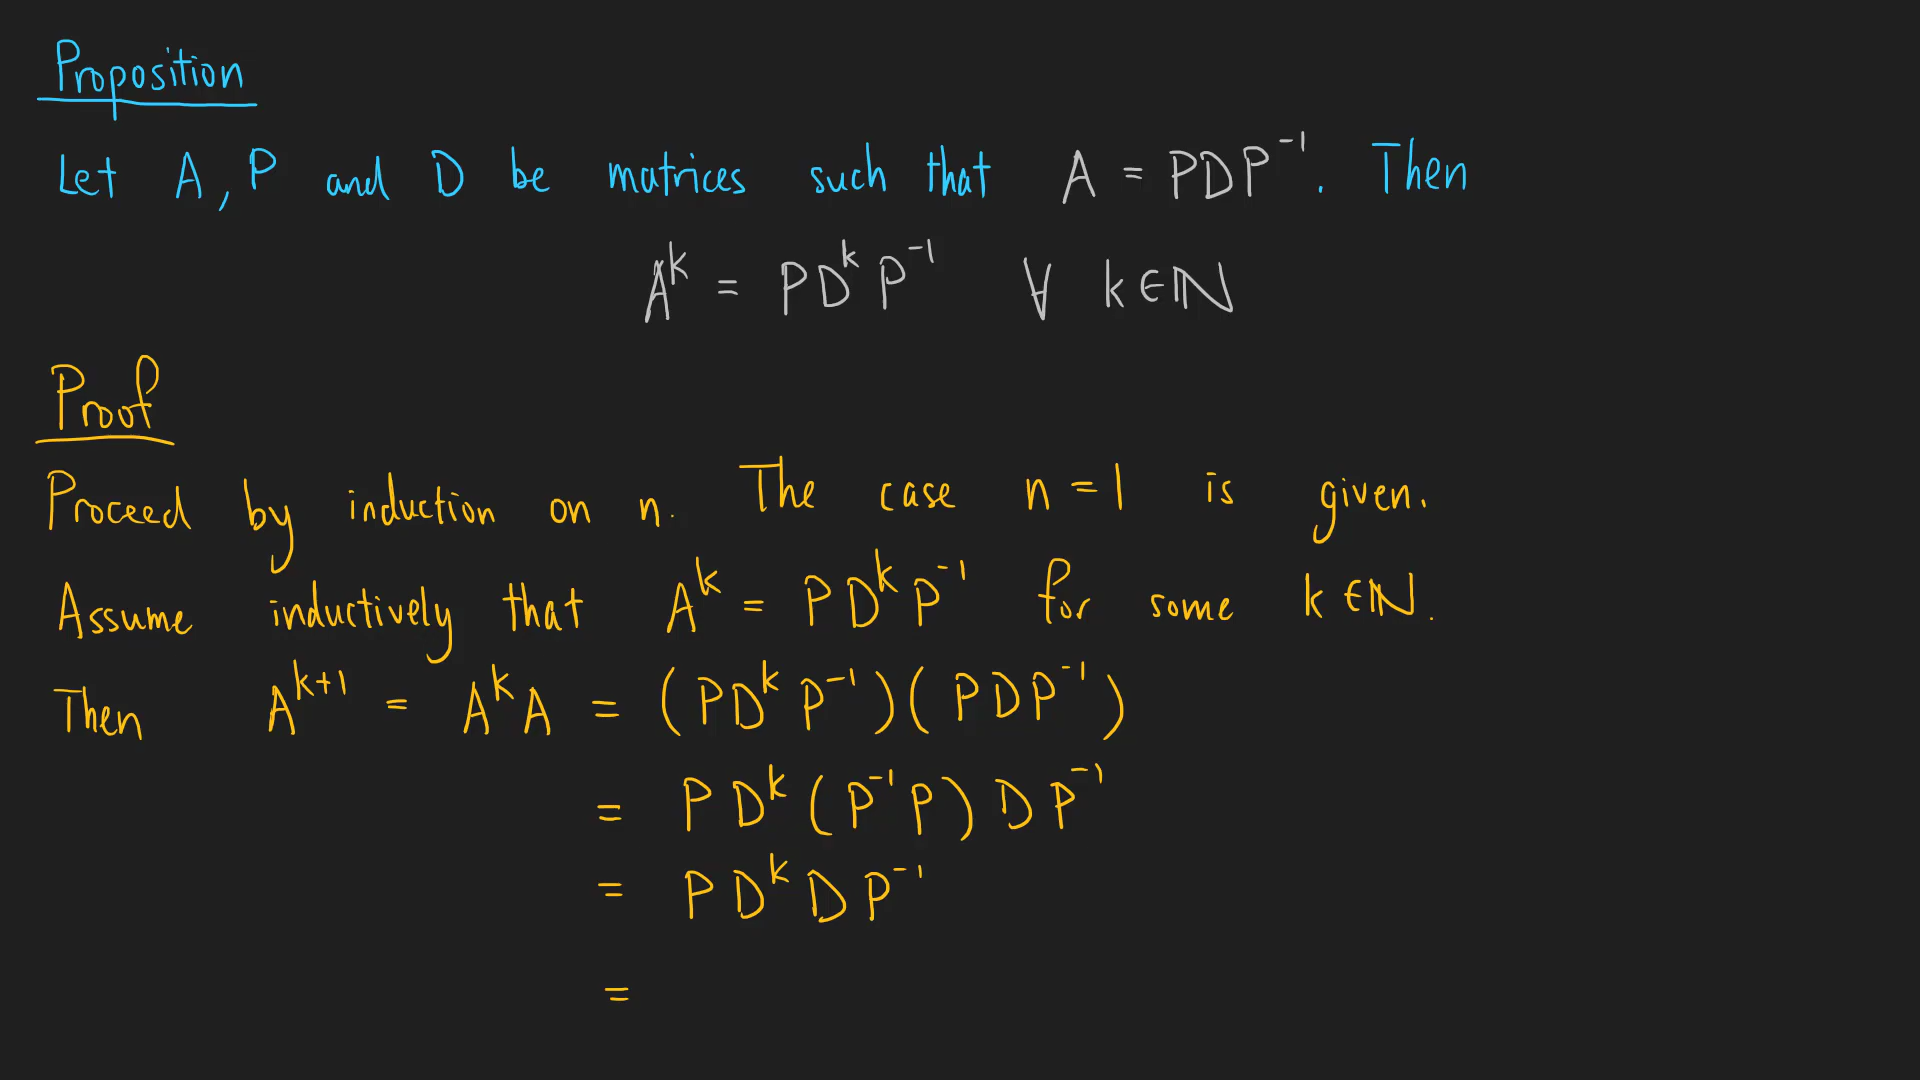 Proposition
Let A, P and D be matrices such that A = PDP⁻¹. Then
Aᵏ = PDᵏP⁻¹ ∀ k∈ℕ
Proof
Proceed by induction on n. The case n = 1 is given.
Assume inductively that Aᵏ = PDᵏP⁻¹ for some k∈ℕ.
Then Aᵏ⁺¹ = AᵏA = (PDᵏP⁻¹)(PDP⁻¹)
= PDᵏ(P⁻¹P)DP⁻¹
= PDᵏDP⁻¹
=